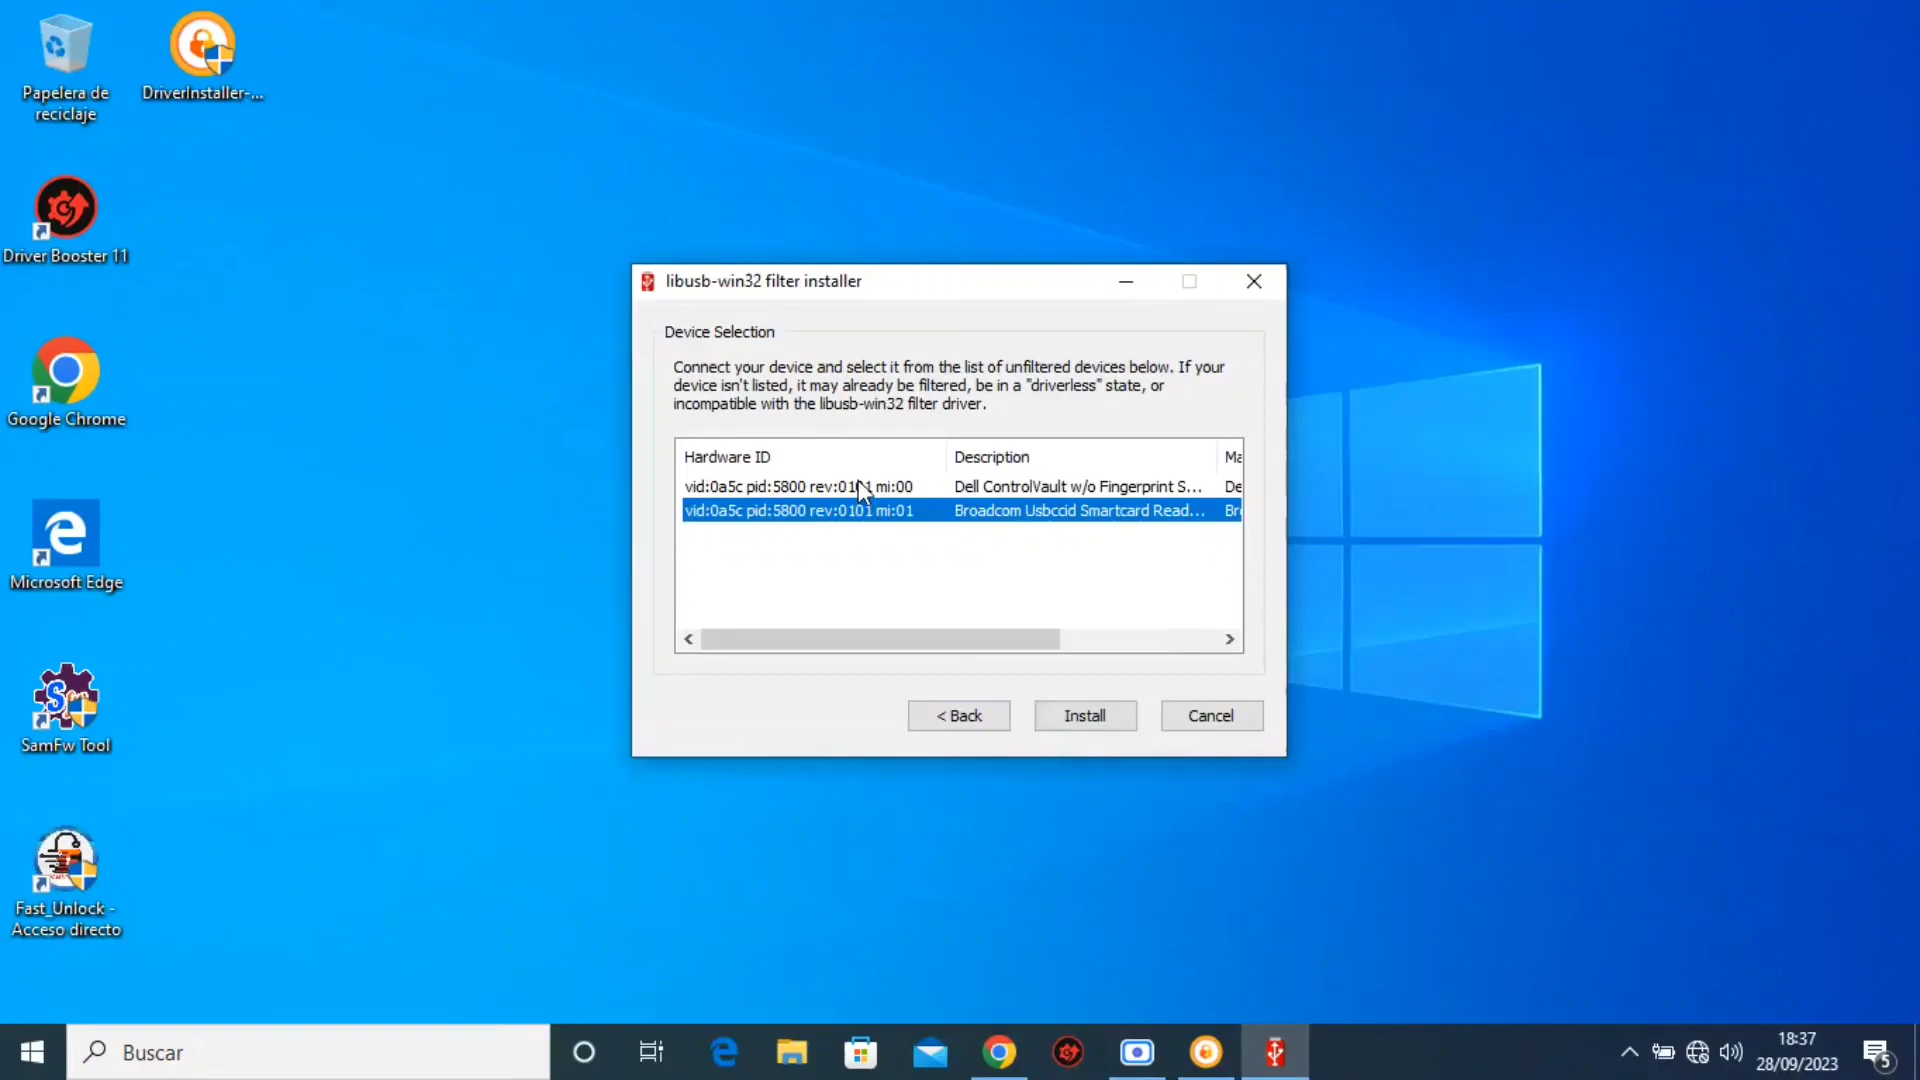 Papelera de
reciclaje
DriverInstaller-...
Driver Booster 11
Google Chrome
Microsoft Edge
SamFw Tool
Fast_Unlock -
Acceso directo
libusb-win32 filter installer
Device Selection
Connect your device and select it from the list of unfiltered devices below. If your
device isn't listed, it may already be filtered, be in a "driverless" state, or
incompatible with the libusb-win32 filter driver.
Hardware ID Description Ma
vid:0a5c pid:5800 rev:0101 mi:00 Dell ControlVault w/o Fingerprint S... De
vid:0a5c pid:5800 rev:0101 mi:01 Broadcom Usbccid Smartcard Read... Bro
< Back Install Cancel
Buscar
18:37
28/09/2023
5